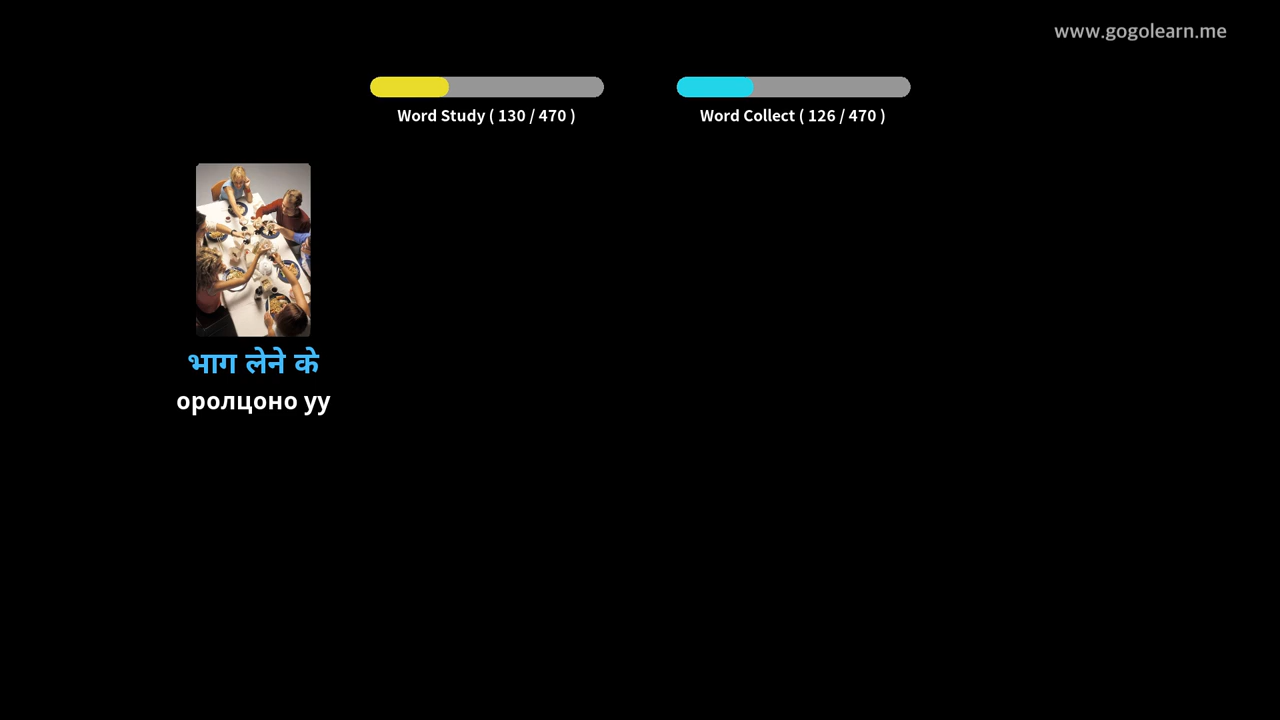 www.gogolearn.me
Word Study ( 130 / 470 )
Word Collect ( 126 / 470 )
भाग लेने के
оролцоно уу